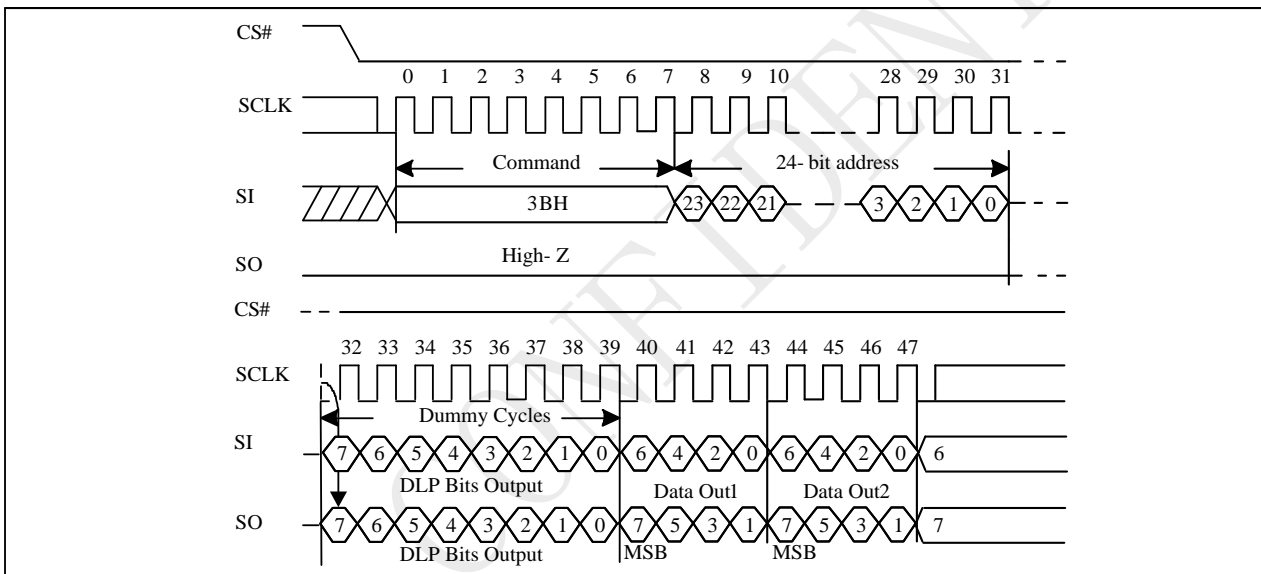 CS#
0 1 2 3 4 5 6 7 8 9 10 28 29 30 31
SCLK
Command 24- bit address
SI 3BH 23 22 21 3 2 1 0
High- Z
SO
CS#
32 33 34 35 36 37 38 39 40 41 42 43 44 45 46 47
SCLK
Dummy Cycles
SI 7 6 5 4 3 2 1 0 6 4 2 0 6 4 2 0 6
DLP Bits Output Data Out1 Data Out2
SO 7 6 5 4 3 2 1 0 7 5 3 1 7 5 3 1 7
DLP Bits Output MSB MSB
CONFIDEN